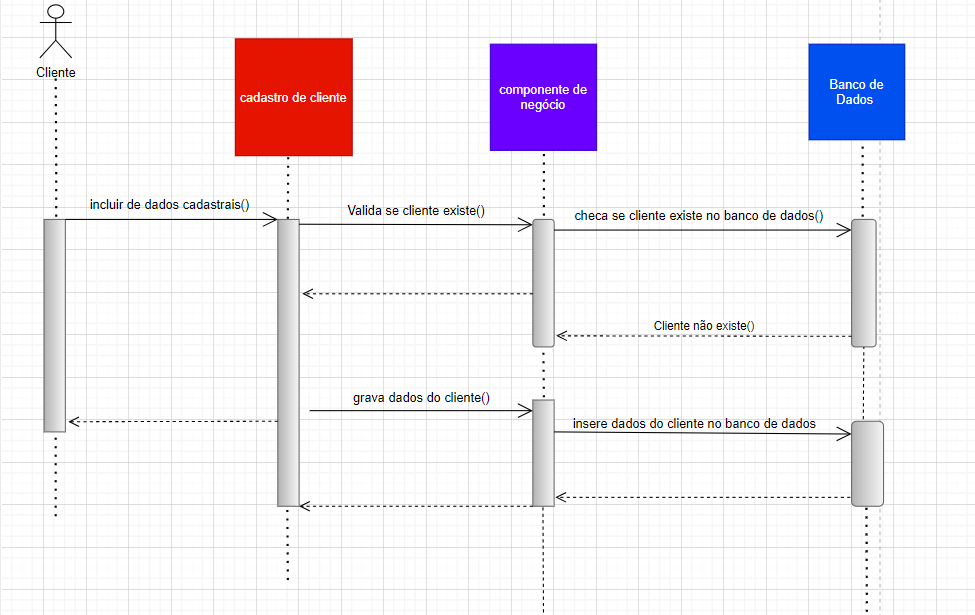 Cliente
cadastro de cliente
componente de
negócio
Banco de
Dados
incluir de dados cadastrais()
Valida se cliente existe()
checa se cliente existe no banco de dados()
Cliente não existe()
grava dados do cliente()
insere dados do cliente no banco de dados